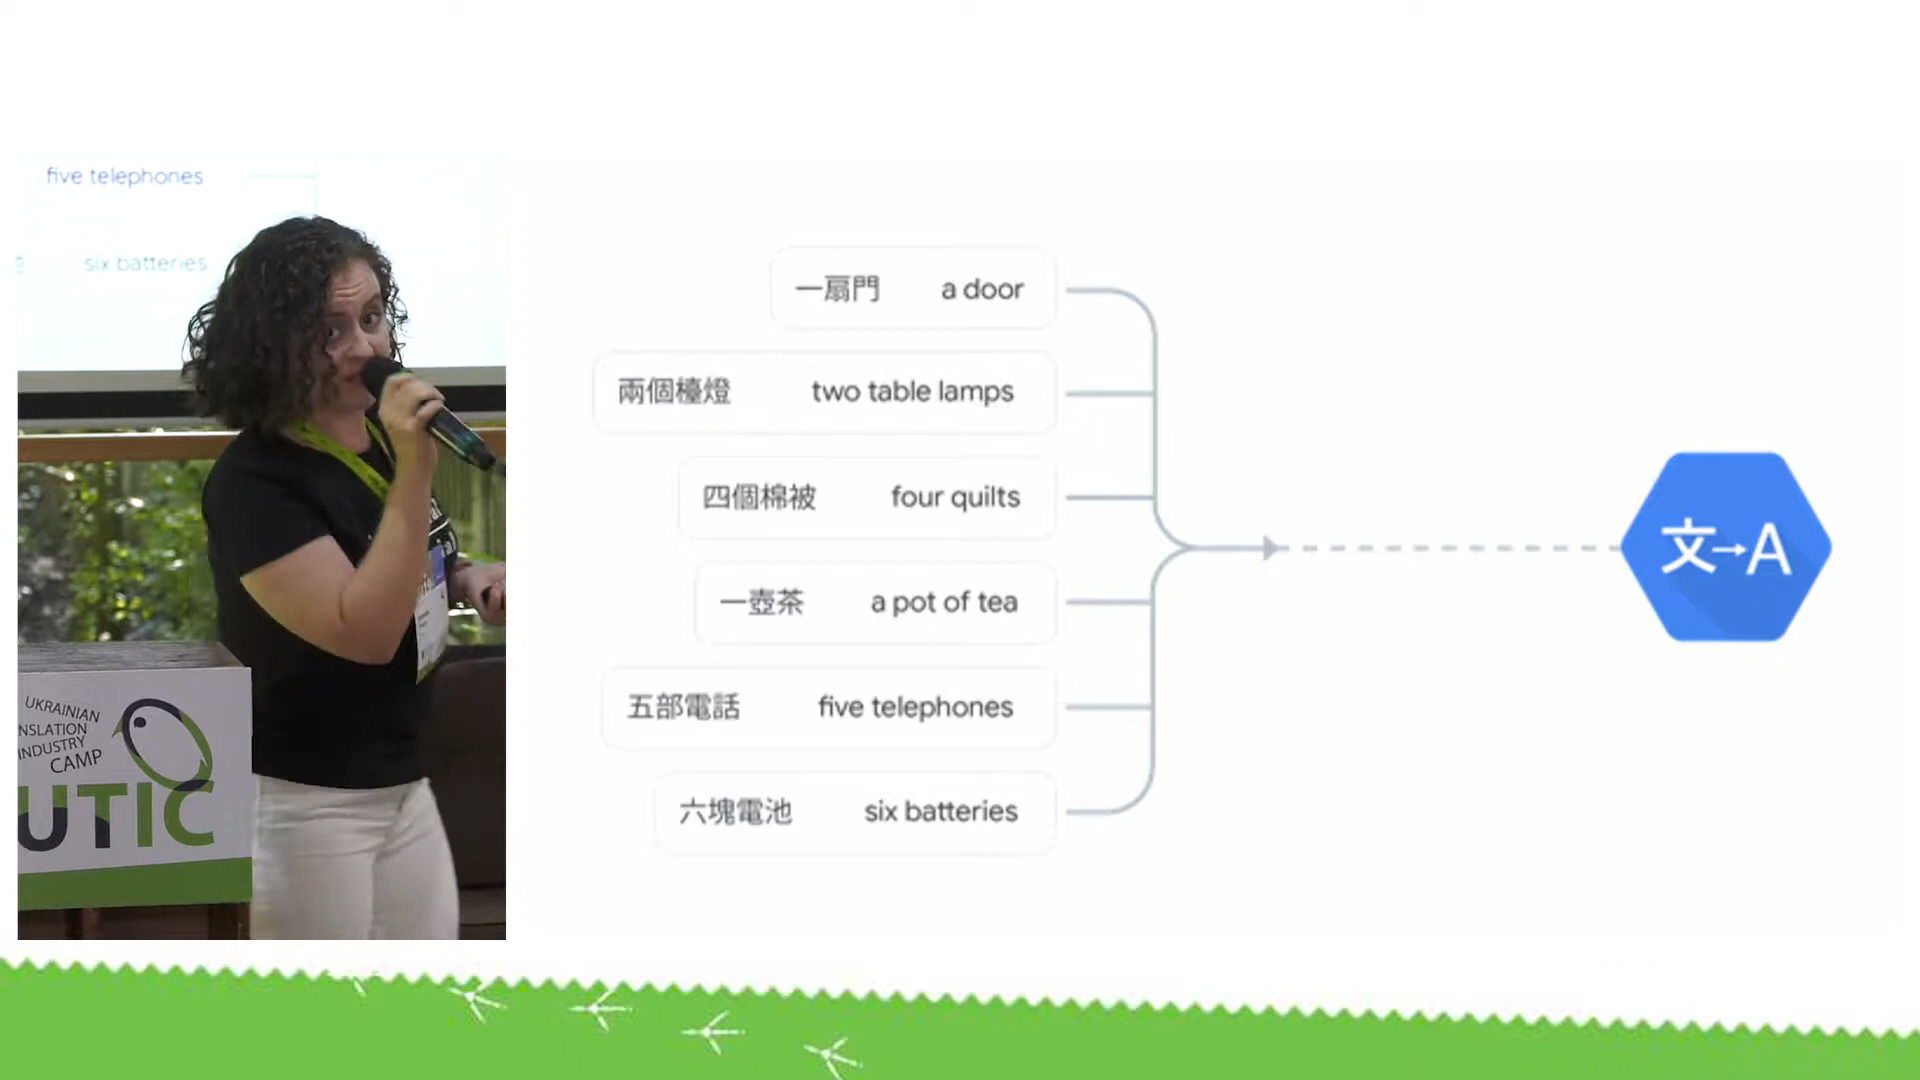 five telephones
six batteries
UKRAINIAN
NSLATION
INDUSTRY
CAMP
UTIC
一扇門 a door
兩個檯燈 two table lamps
四個棉被 four quilts
一壺茶 a pot of tea
五部電話 five telephones
六塊電池 six batteries
文→A